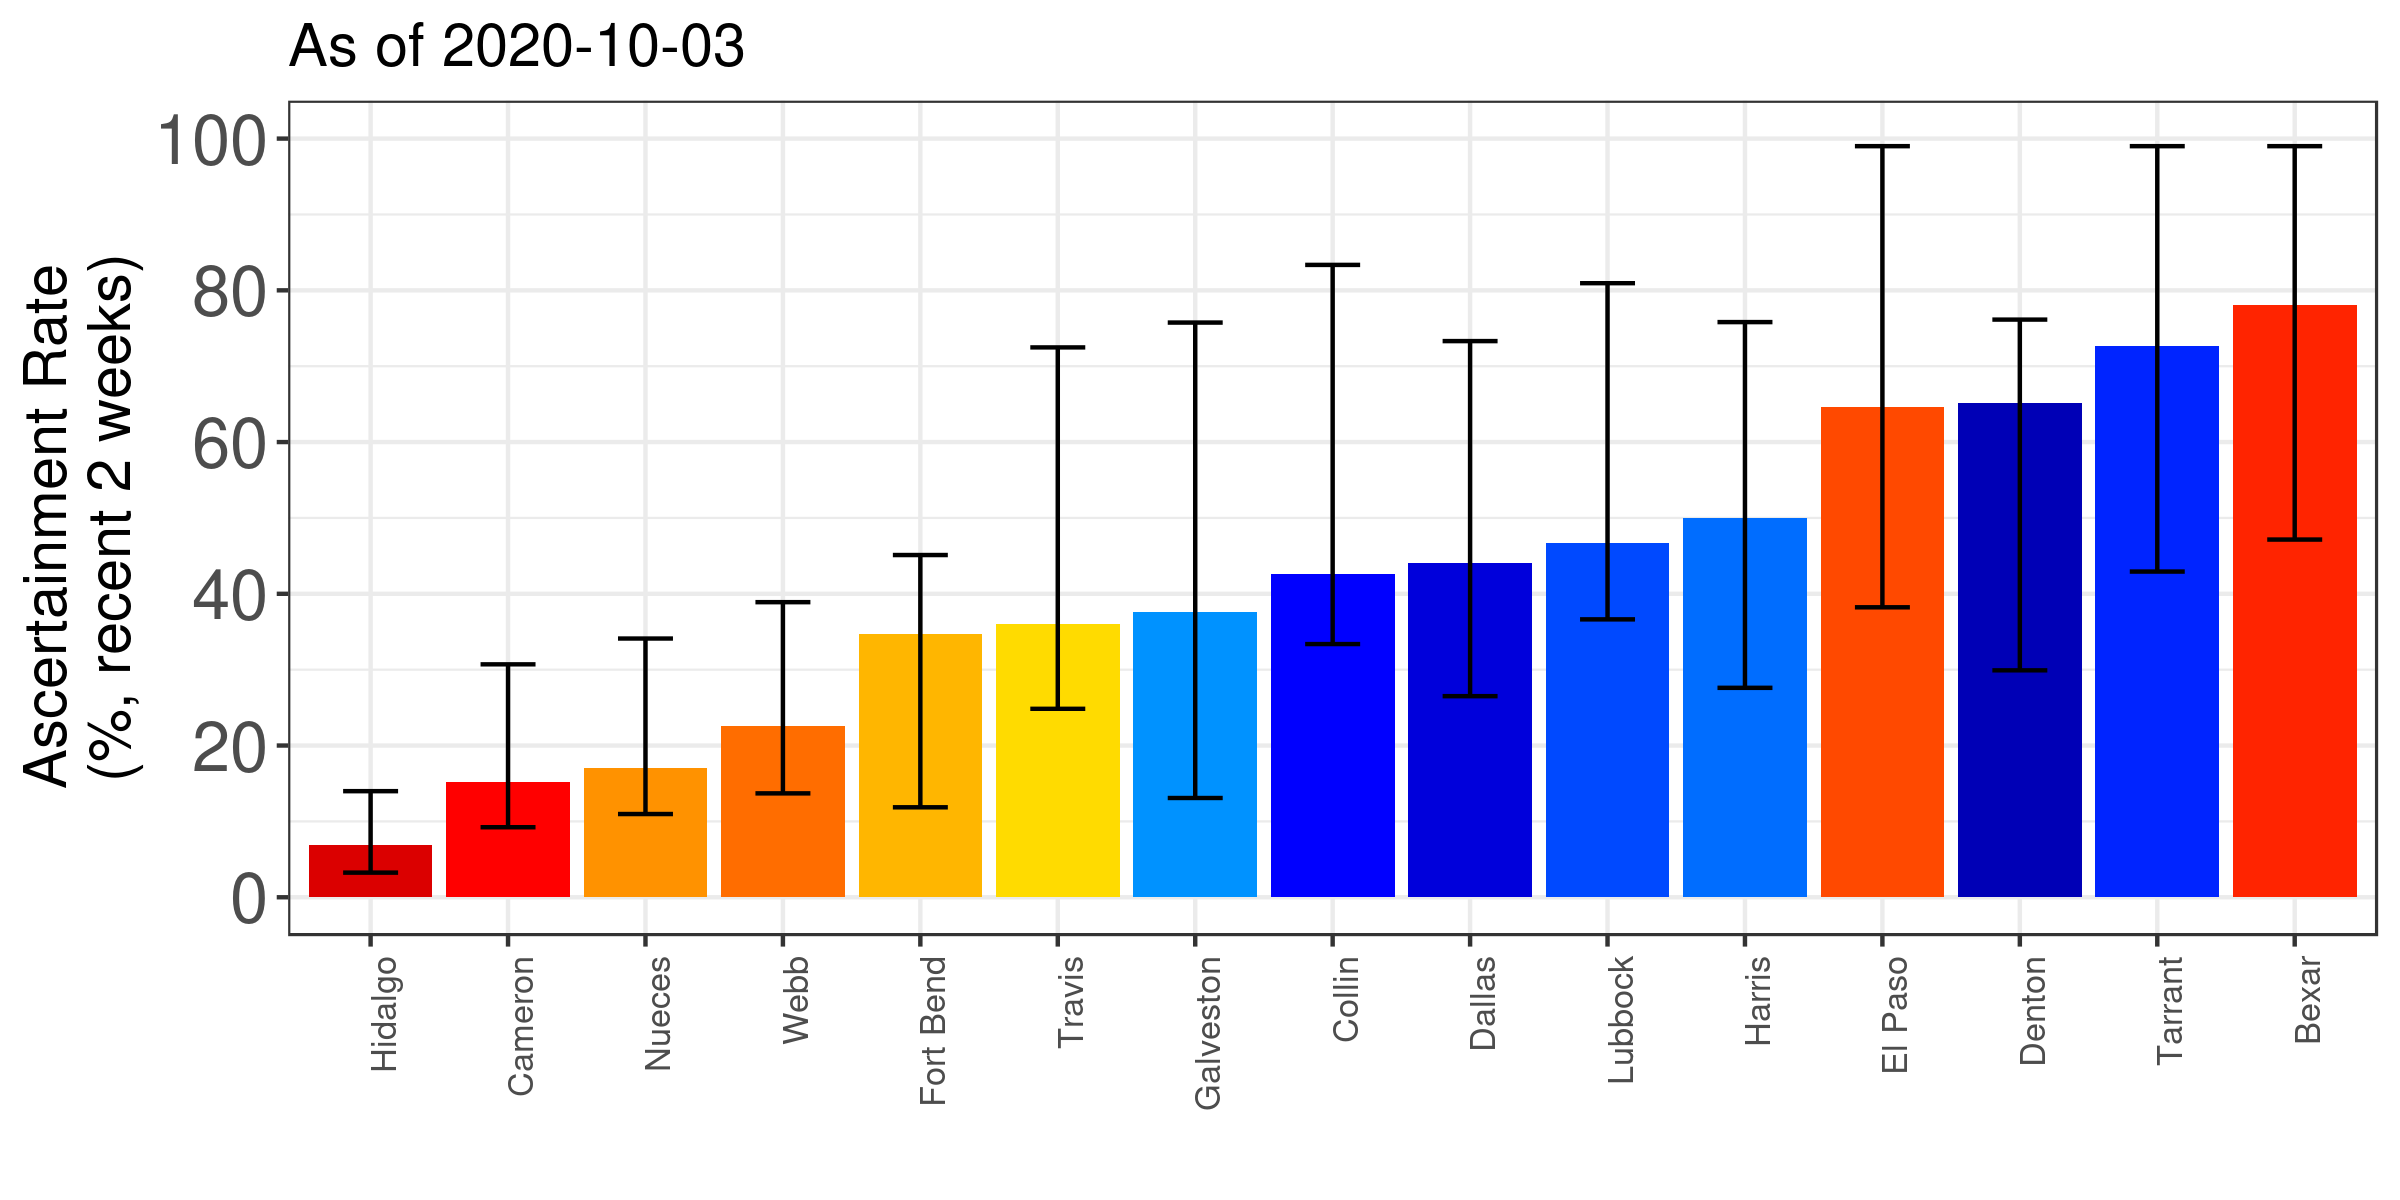 As of 2020-10-03
Ascertainment Rate
(%, recent 2 weeks)
100
80
60
40
20
0
Hidalgo
Cameron
Nueces
Webb
Fort Bend
Travis
Galveston
Collin
Dallas
Lubbock
Harris
El Paso
Denton
Tarrant
Bexar